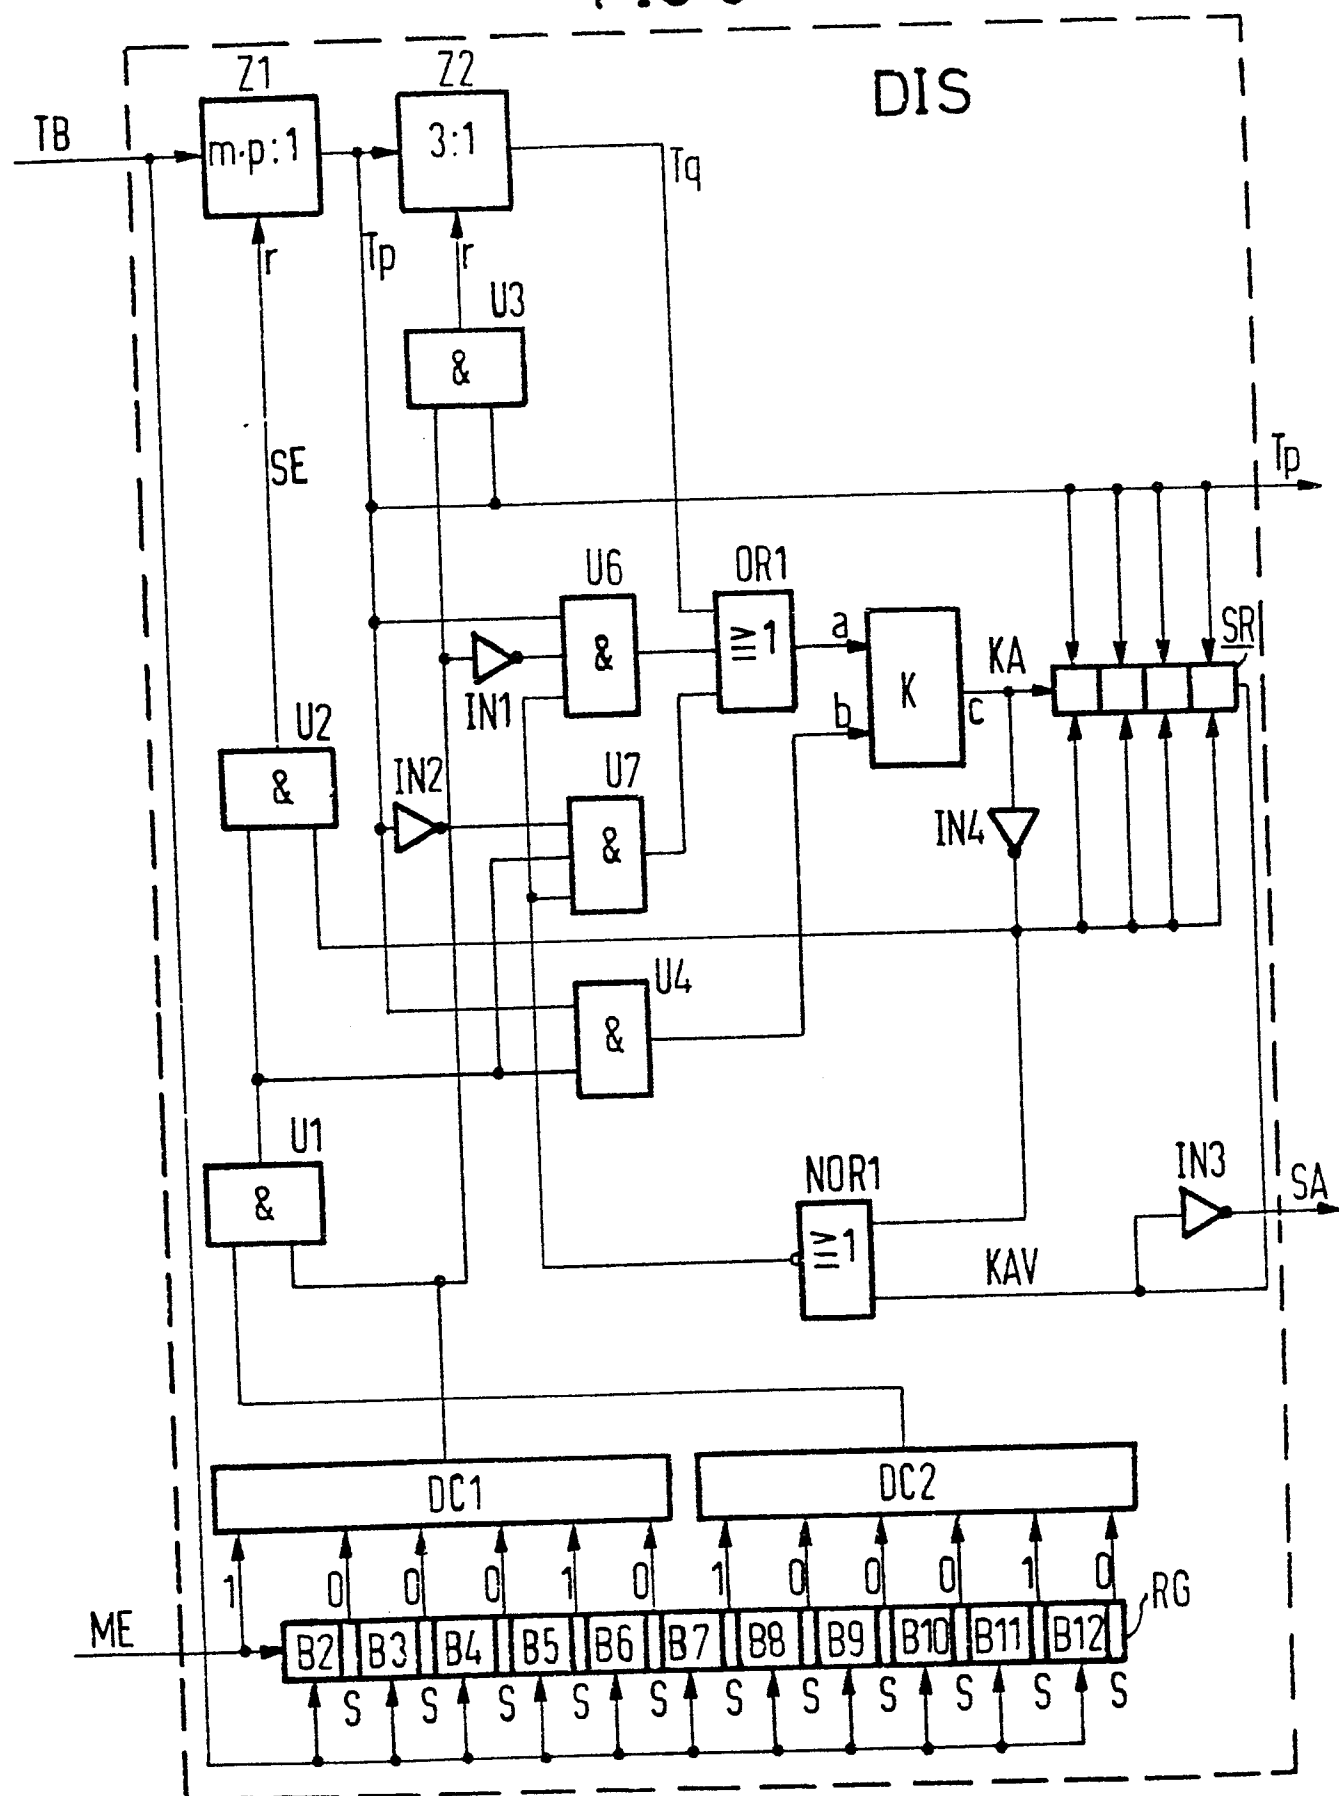 DIS
Z1
Z2
TB
m·p:1
3:1
Tq
r
Tp
r
U3
&
SE
Tp
U6
OR1
&
≥1
a
K
KA
SR
IN1
b
c
U2
&
IN2
U7
&
IN4
U4
&
U1
&
NOR1
≥1
IN3
SA
KAV
DC1
DC2
1 0 0 0 1 0 1 0 0 0 1 0
RG
ME
B2 B3 B4 B5 B6 B7 B8 B9 B10 B11 B12
S S S S S S S S S S S